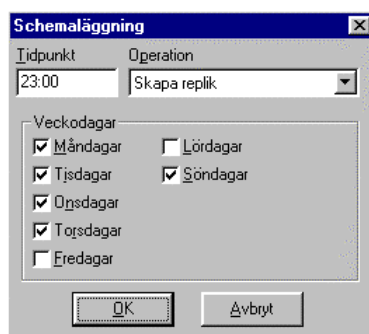 Schemaläggning
Tidpunkt Operation
23:00 Skapa replik
Veckodagar
Måndagar Lördagar
Tisdagar Söndagar
Onsdagar
Torsdagar
Fredagar
OK Avbryt